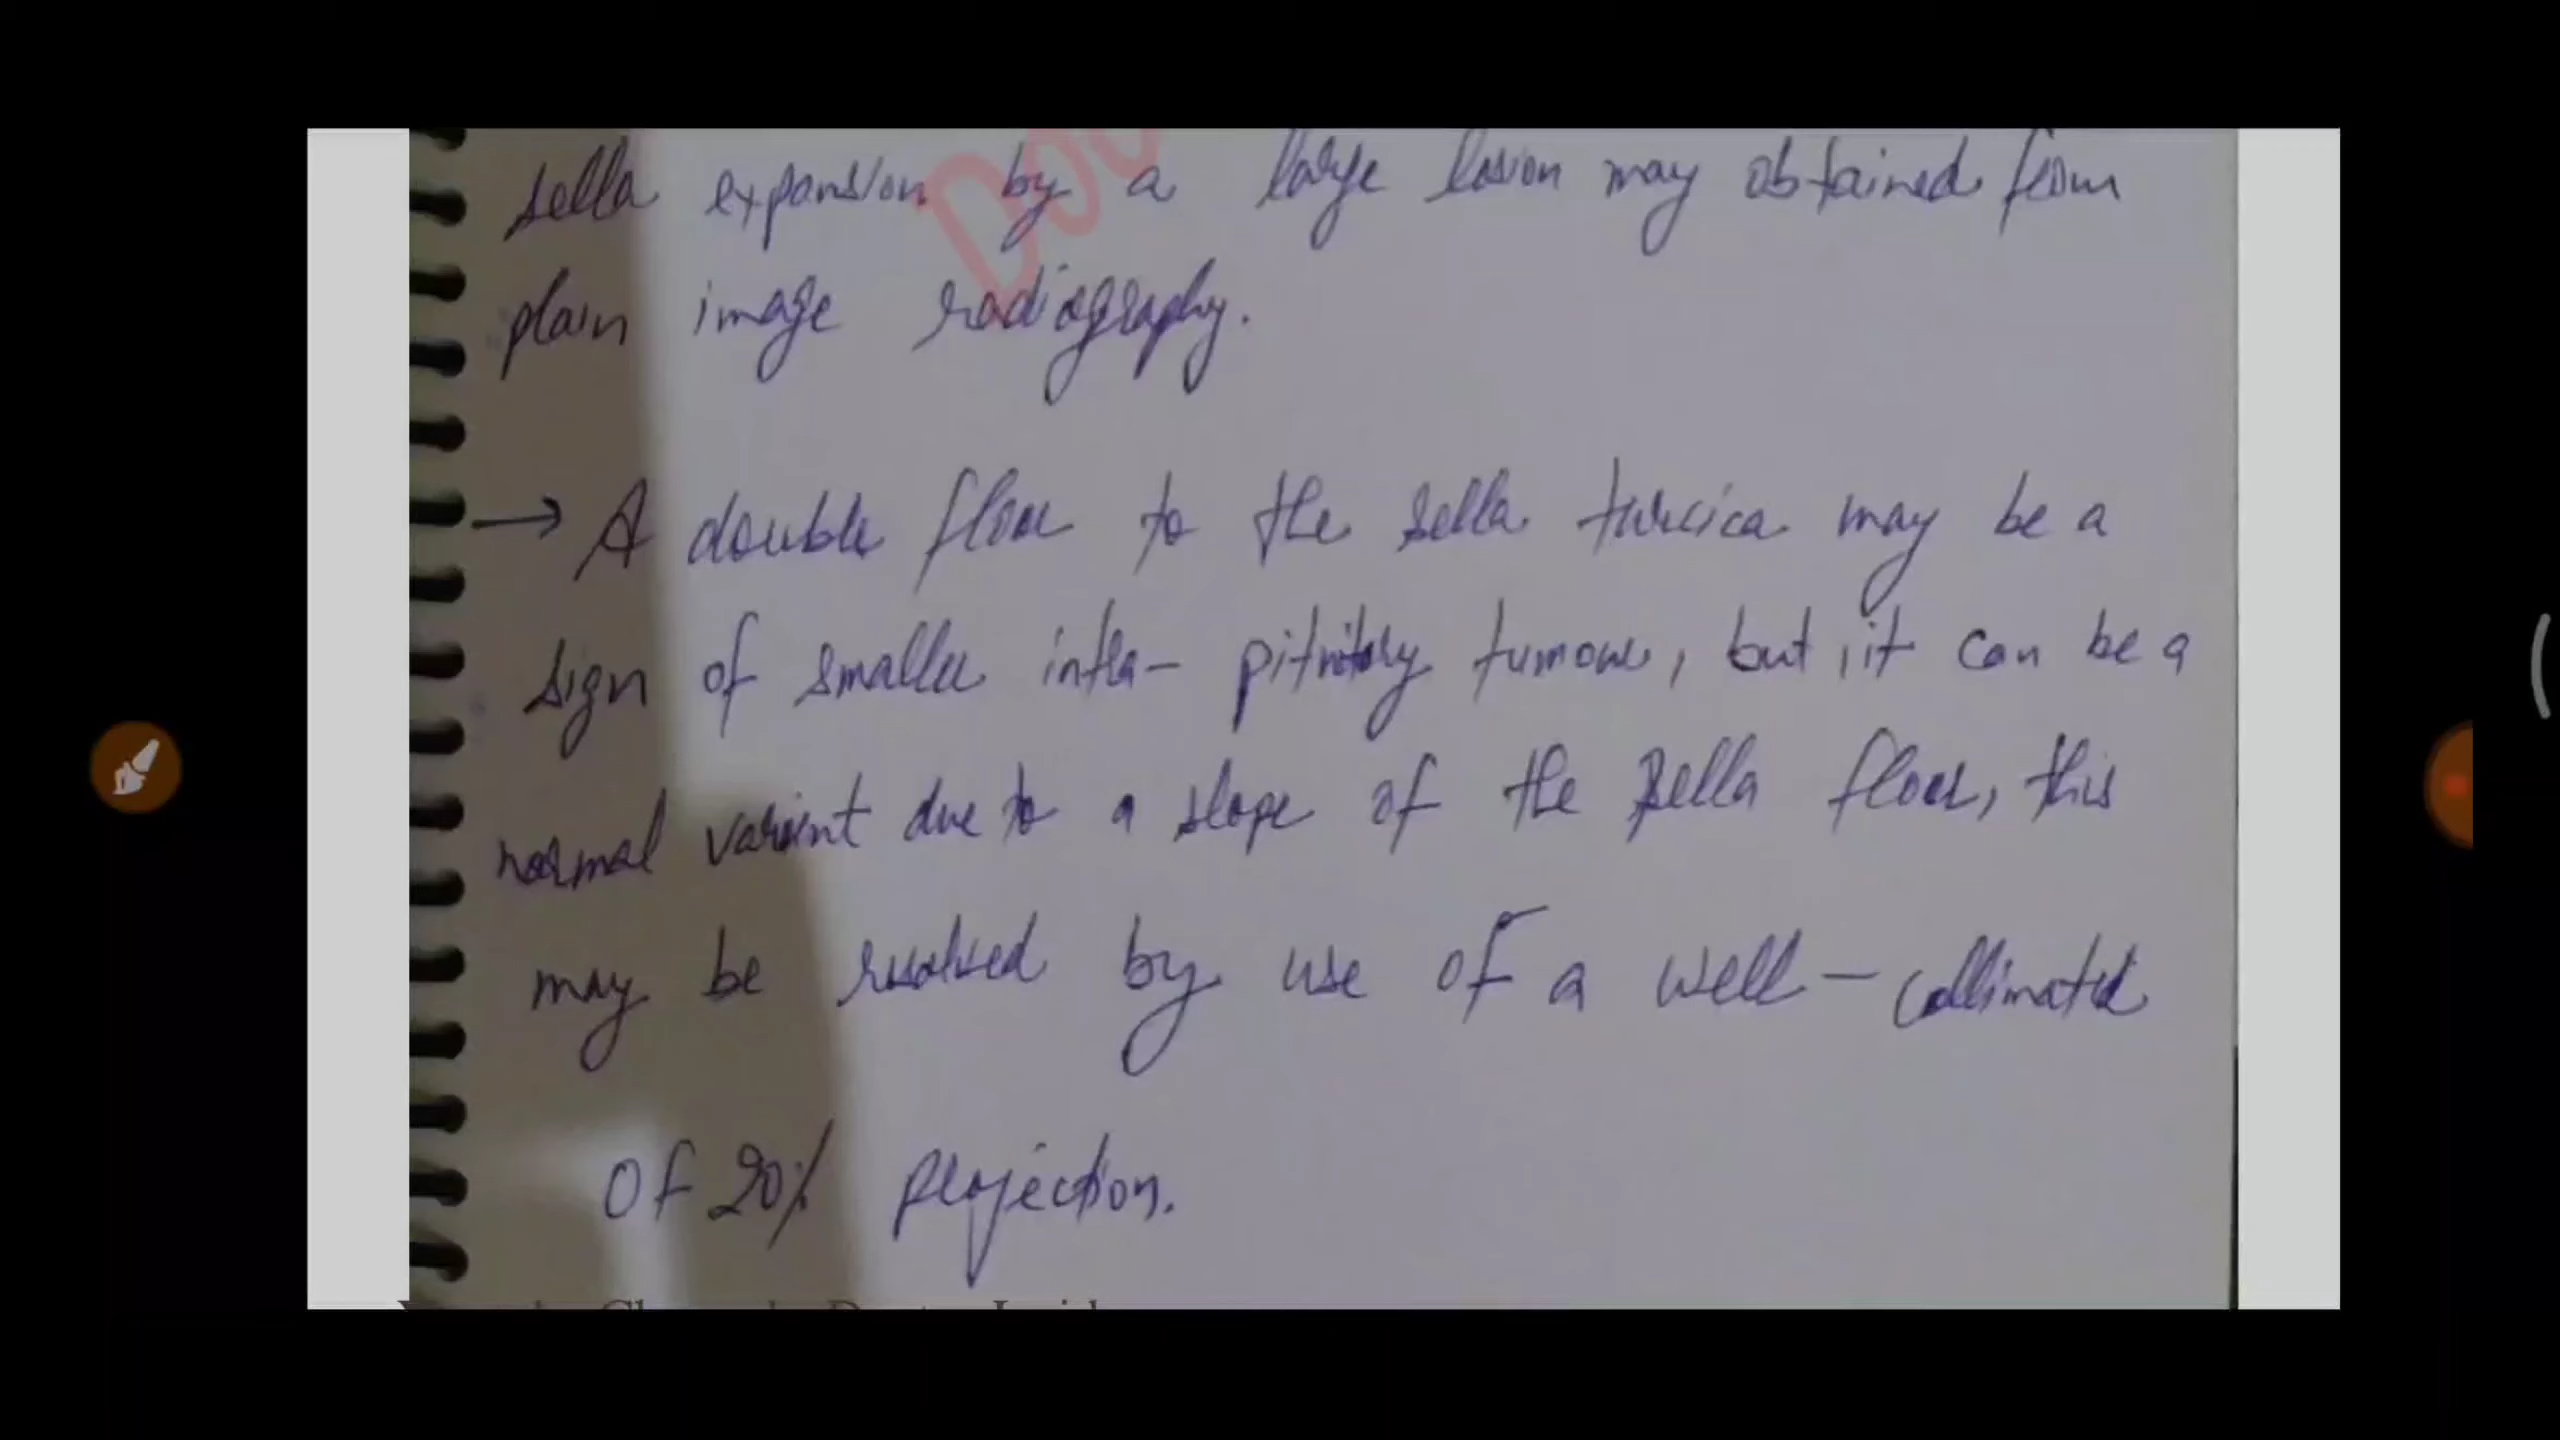 sella expansion by a large lasion may obtained from
plain image radiography.
→ A double floor to the sella turcica may be a
sign of smaller intra- pituitary tumour, but, it can be a
normal varient due to a slope of the sella floor, this
may be resolved by use of a well - collimated
of 20% projection.